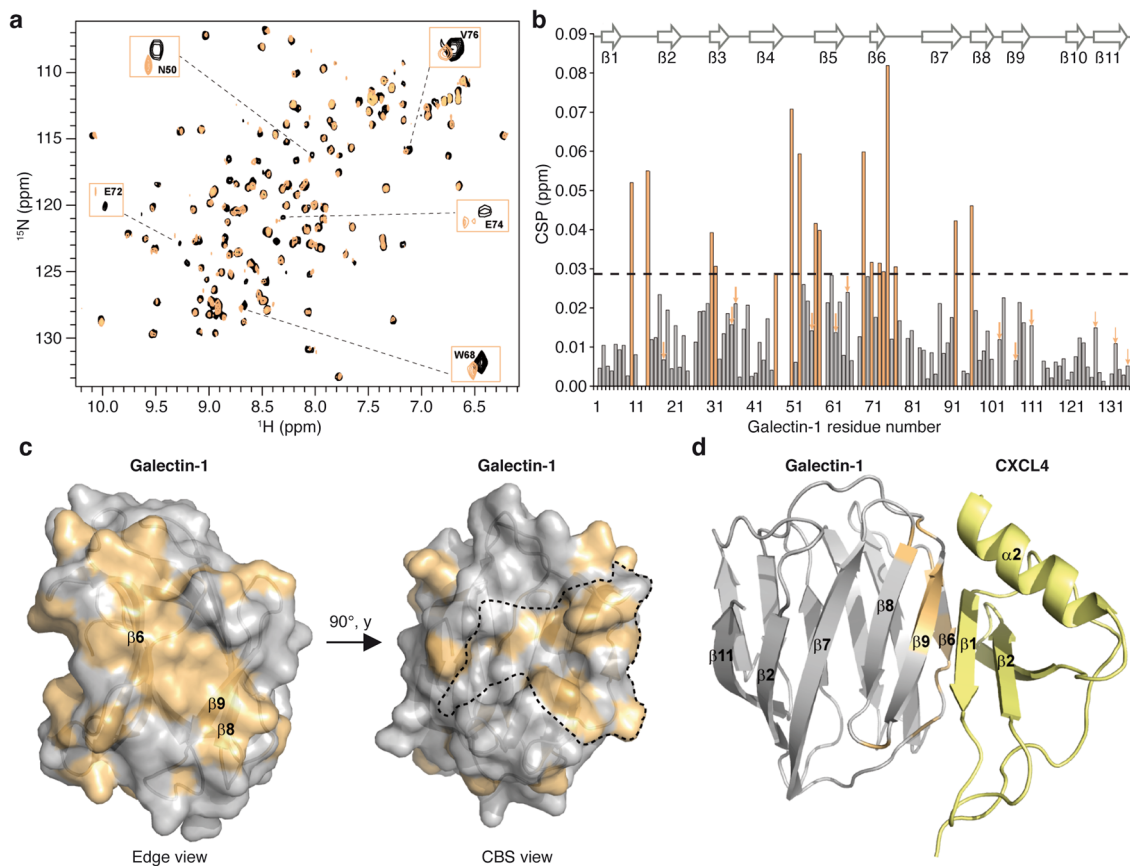 a
N50
V76
E72
E74
W68
110
115
120
125
130
15N (ppm)
10.0 9.5 9.0 8.5 8.0 7.5 7.0 6.5
1H (ppm)
b
β1 β2 β3 β4 β5 β6 β7 β8 β9 β10 β11
0.09
0.08
0.07
0.06
0.05
0.04
0.03
0.02
0.01
0.00
CSP (ppm)
1 11 21 31 41 51 61 71 81 91 101 111 121 131
Galectin-1 residue number
c
Galectin-1
β6
β9
β8
Edge view
90°, y
Galectin-1
CBS view
d
Galectin-1 CXCL4
α2
β8
β11 β2 β7 β9 β6 β1 β2